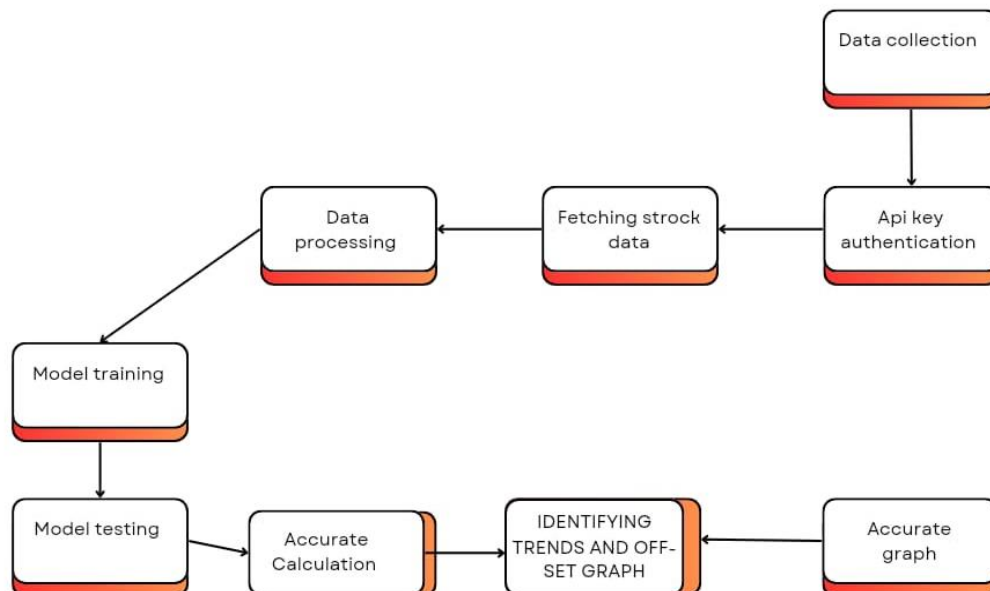 Data collection
Api key
authentication
Fetching strock
data
Data
processing
Model training
Model testing
Accurate
Calculation
IDENTIFYING
TRENDS AND OFF-
SET GRAPH
Accurate
graph